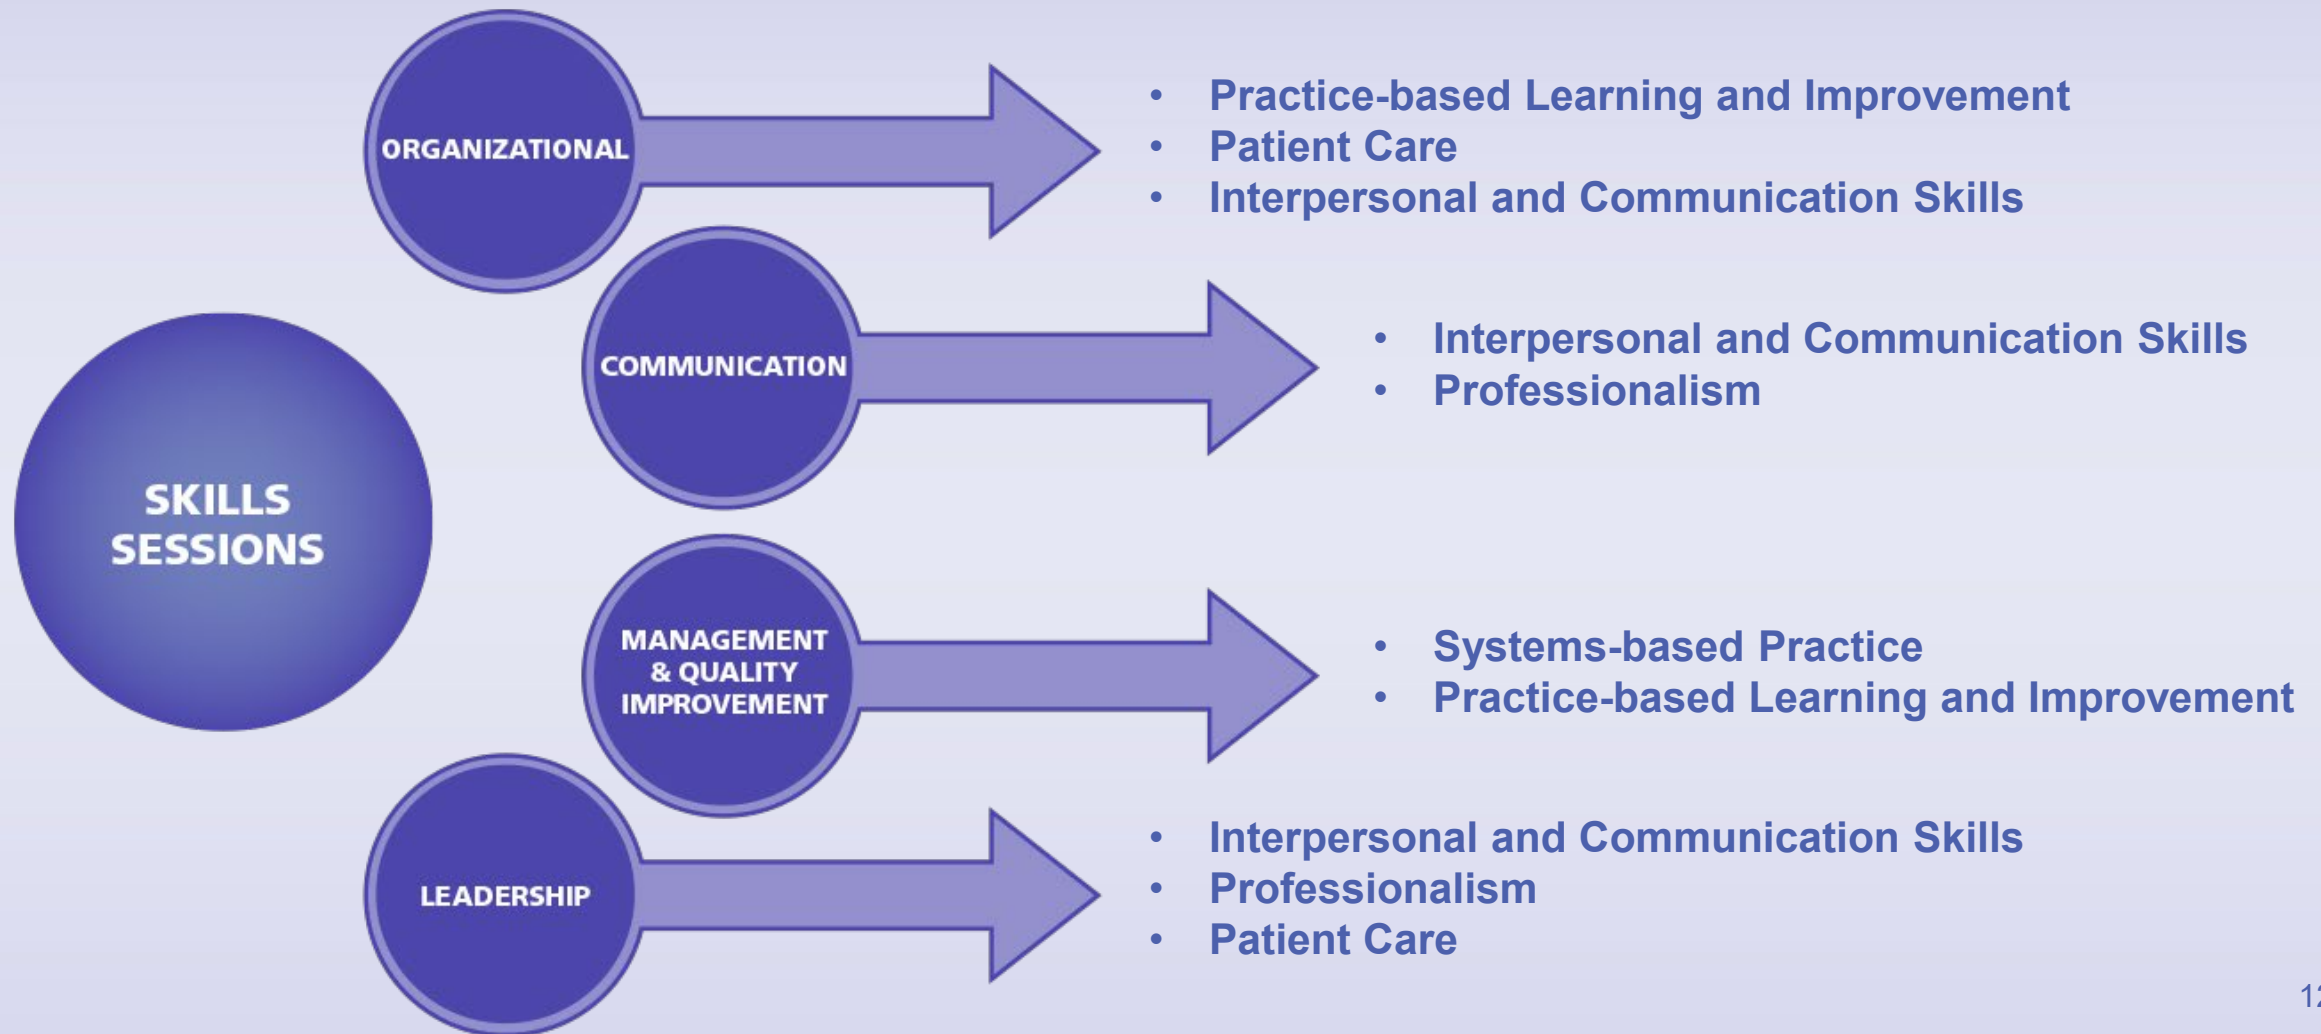 ORGANIZATIONAL
• Practice-based Learning and Improvement
• Patient Care
• Interpersonal and Communication Skills
COMMUNICATION
• Interpersonal and Communication Skills
• Professionalism
SKILLS
SESSIONS
MANAGEMENT
& QUALITY
IMPROVEMENT
• Systems-based Practice
• Practice-based Learning and Improvement
LEADERSHIP
• Interpersonal and Communication Skills
• Professionalism
• Patient Care
12